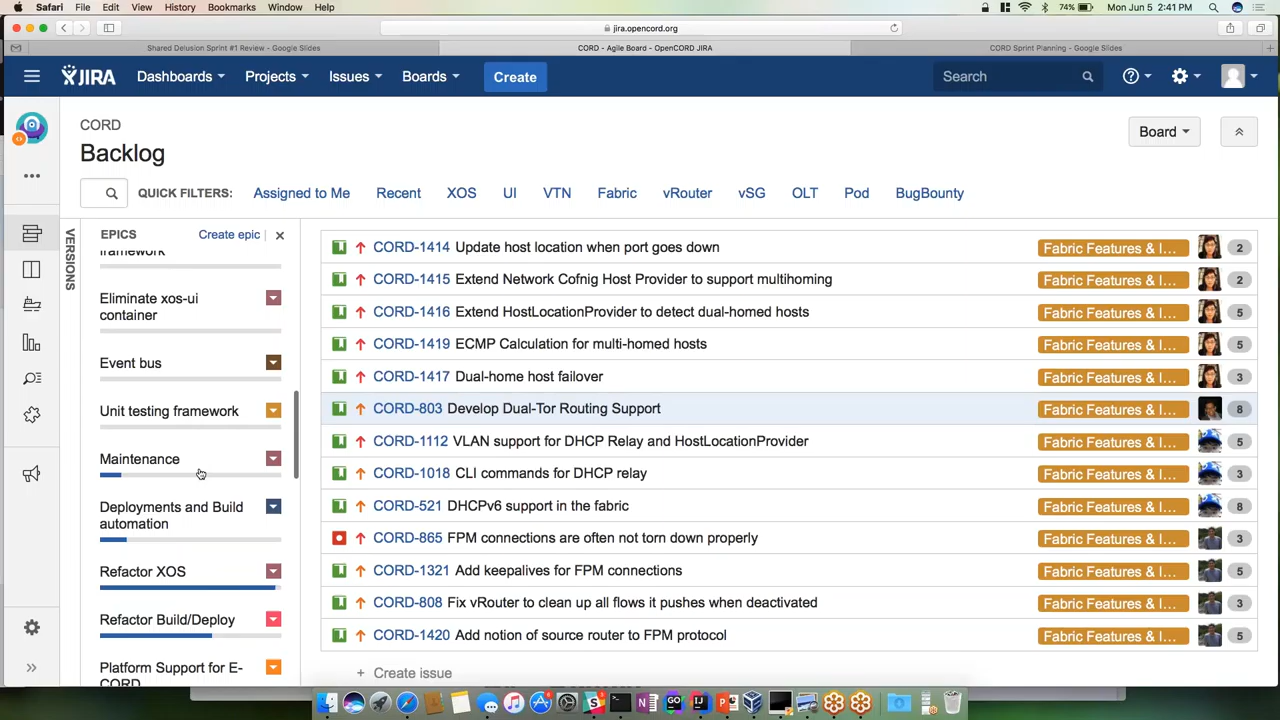 Safari File Edit View History Bookmarks Window Help 74% Mon Jun 5 2:41 PM
jira.opencord.org
Shared Delusion Sprint #1 Review - Google Slides CORD - Agile Board - OpenCORD JIRA CORD Sprint Planning - Google Slides
JIRA Dashboards Projects Issues Boards Create Search
CORD
Backlog
Board
QUICK FILTERS: Assigned to Me Recent XOS UI VTN Fabric vRouter vSG OLT Pod BugBounty
VERSIONS
EPICS Create epic
framework
Eliminate xos-ui
container
Event bus
Unit testing framework
Maintenance
Deployments and Build
automation
Refactor XOS
Refactor Build/Deploy
Platform Support for E-
CORD
CORD-1414 Update host location when port goes down Fabric Features & I... 2
CORD-1415 Extend Network Cofnig Host Provider to support multihoming Fabric Features & I... 2
CORD-1416 Extend HostLocationProvider to detect dual-homed hosts Fabric Features & I... 5
CORD-1419 ECMP Calculation for multi-homed hosts Fabric Features & I... 5
CORD-1417 Dual-home host failover Fabric Features & I... 3
CORD-803 Develop Dual-Tor Routing Support Fabric Features & I... 8
CORD-1112 VLAN support for DHCP Relay and HostLocationProvider Fabric Features & I... 5
CORD-1018 CLI commands for DHCP relay Fabric Features & I... 3
CORD-521 DHCPv6 support in the fabric Fabric Features & I... 8
CORD-865 FPM connections are often not torn down properly Fabric Features & I... 3
CORD-1321 Add keepalives for FPM connections Fabric Features & I... 5
CORD-808 Fix vRouter to clean up all flows it pushes when deactivated Fabric Features & I... 3
CORD-1420 Add notion of source router to FPM protocol Fabric Features & I... 5
+ Create issue